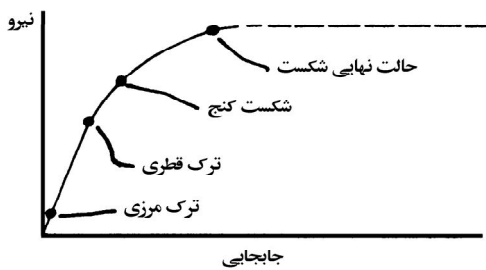 نیرو
حالت نهایی شکست
شکست کنج
ترک قطری
ترک مرزی
جابجایی